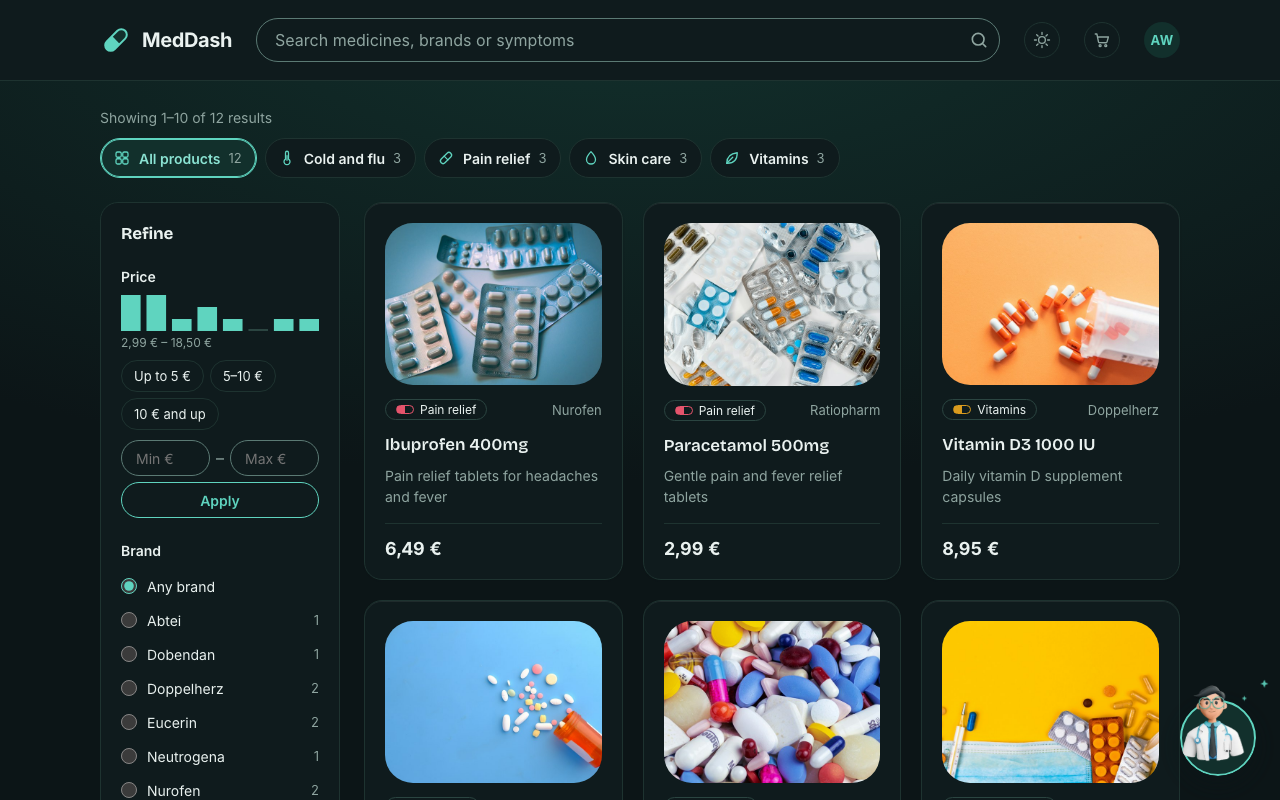 MedDash
Search medicines, brands or symptoms
AW
Showing 1–10 of 12 results
All products 12
Cold and flu 3
Pain relief 3
Skin care 3
Vitamins 3
Refine
Price
2,99 € – 18,50 €
Up to 5 €
5–10 €
10 € and up
Min € – Max €
Apply
Brand
Any brand
Abtei 1
Dobendan 1
Doppelherz 2
Eucerin 2
Neutrogena 1
Nurofen 2
Pain relief Nurofen
Ibuprofen 400mg
Pain relief tablets for headaches
and fever
6,49 €
Pain relief Ratiopharm
Paracetamol 500mg
Gentle pain and fever relief
tablets
2,99 €
Vitamins Doppelherz
Vitamin D3 1000 IU
Daily vitamin D supplement
capsules
8,95 €